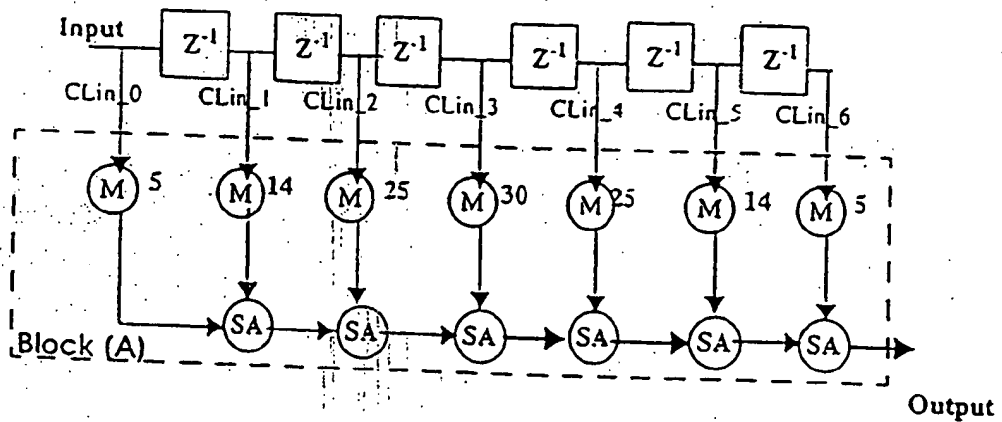 Input
Z-1 Z-1 Z-1 Z-1 Z-1 Z-1
CLin_0 CLin_1 CLin_2 CLin_3 CLin_4 CLin_5 CLin_6
M 5 M 14 M 25 M 30 M 25 M 14 M 5
SA SA SA SA SA SA
Block (A)
Output